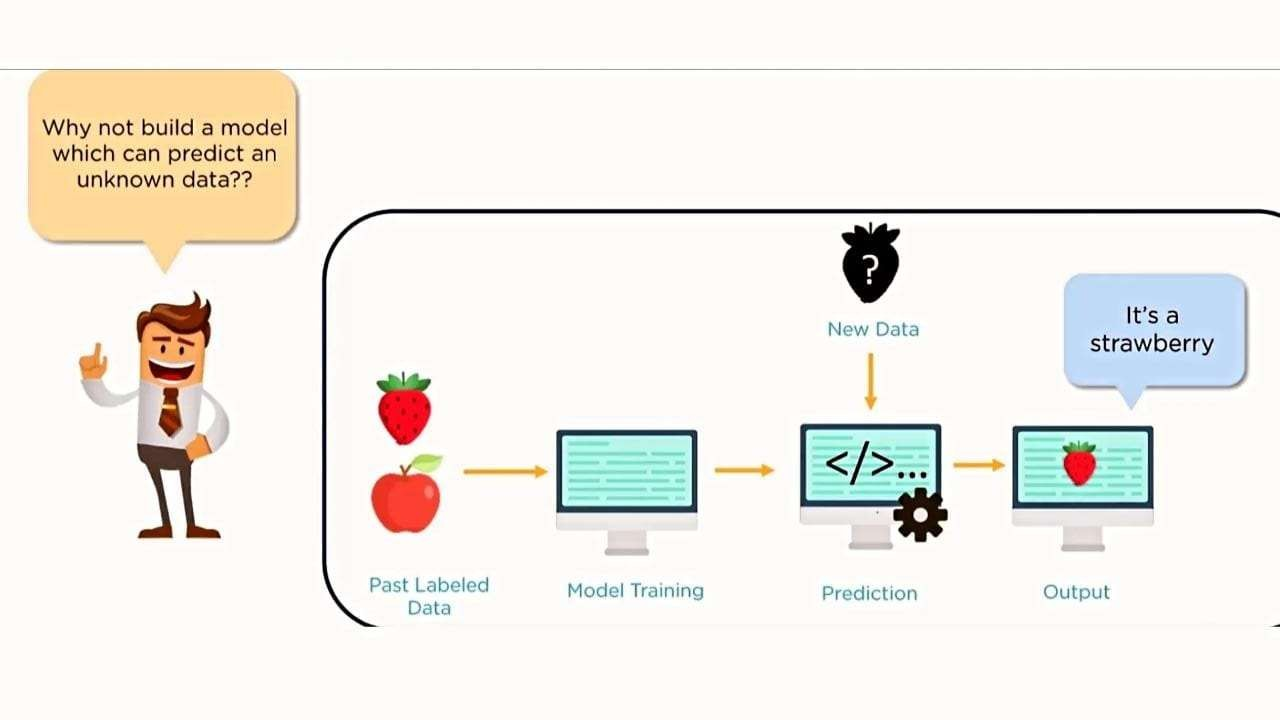 Why not build a model
which can predict an
unknown data??
?
New Data
It's a
strawberry
</>...
Past Labeled
Data
Model Training
Prediction
Output